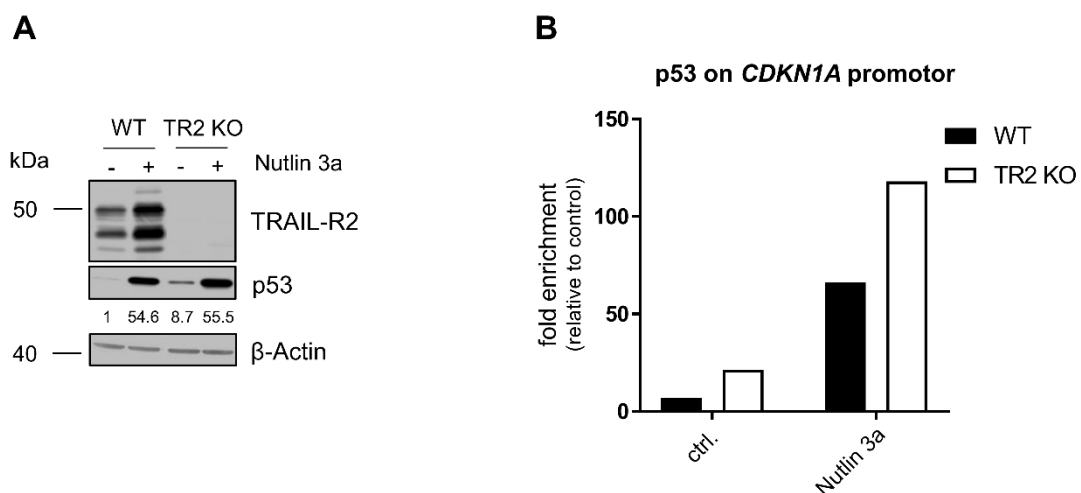 A
WT TR2 KO
kDa
- + - + Nutlin 3a
50
TRAIL-R2
p53
1 54.6 8.7 55.5
40
β-Actin
B
p53 on CDKN1A promotor
fold enrichment
(relative to control)
150
100
50
0
ctrl.
Nutlin 3a
WT
TR2 KO